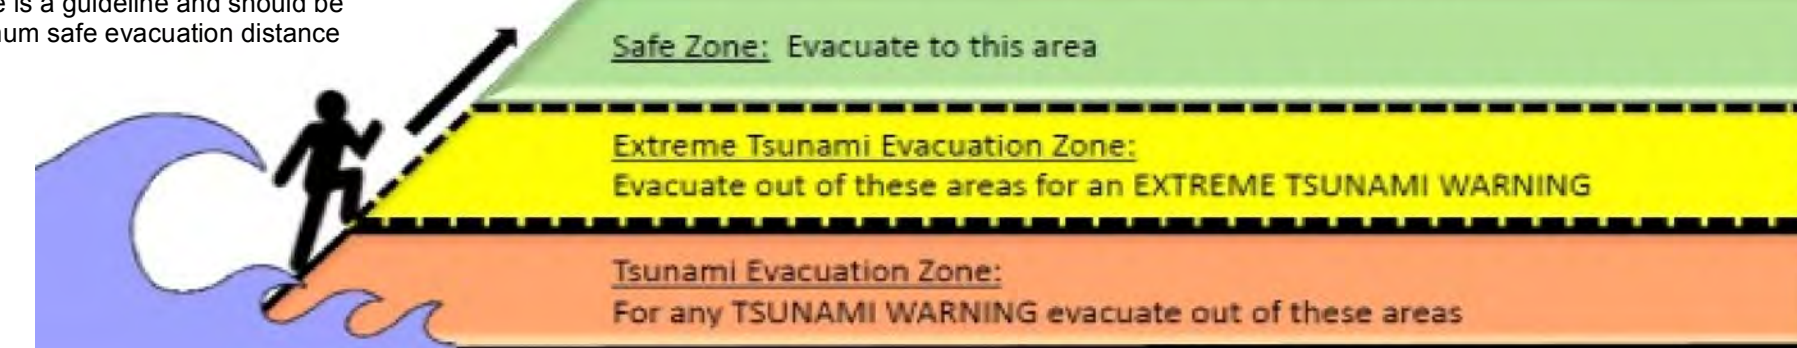 is a guideline and should be
um safe evacuation distance
Safe Zone: Evacuate to this area
Extreme Tsunami Evacuation Zone:
Evacuate out of these areas for an EXTREME TSUNAMI WARNING
Tsunami Evacuation Zone:
For any TSUNAMI WARNING evacuate out of these areas